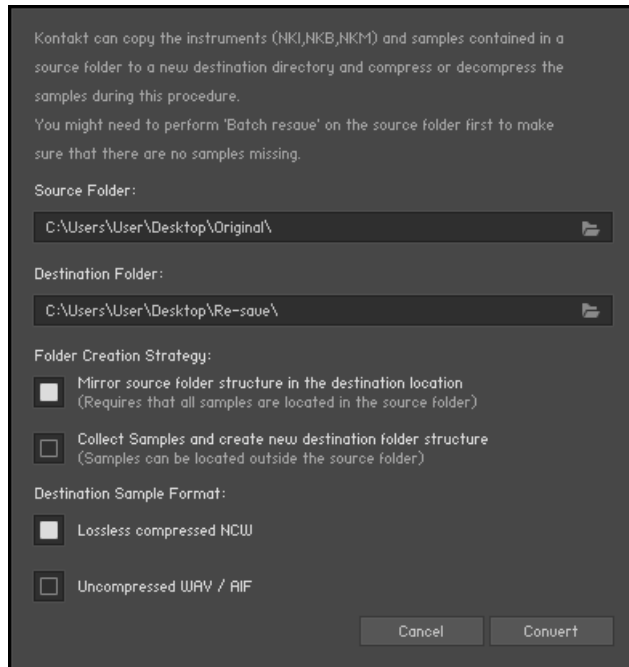 Kontakt can copy the instruments (NKI,NKB,NKM) and samples contained in a
source folder to a new destination directory and compress or decompress the
samples during this procedure.
You might need to perform 'Batch resave' on the source folder first to make
sure that there are no samples missing.
Source Folder:
C:\Users\User\Desktop\Original\
Destination Folder:
C:\Users\User\Desktop\Re-save\
Folder Creation Strategy:
Mirror source folder structure in the destination location
(Requires that all samples are located in the source folder)
Collect Samples and create new destination folder structure
(Samples can be located outside the source folder)
Destination Sample Format:
Lossless compressed NCW
Uncompressed WAV / AIF
Cancel
Convert